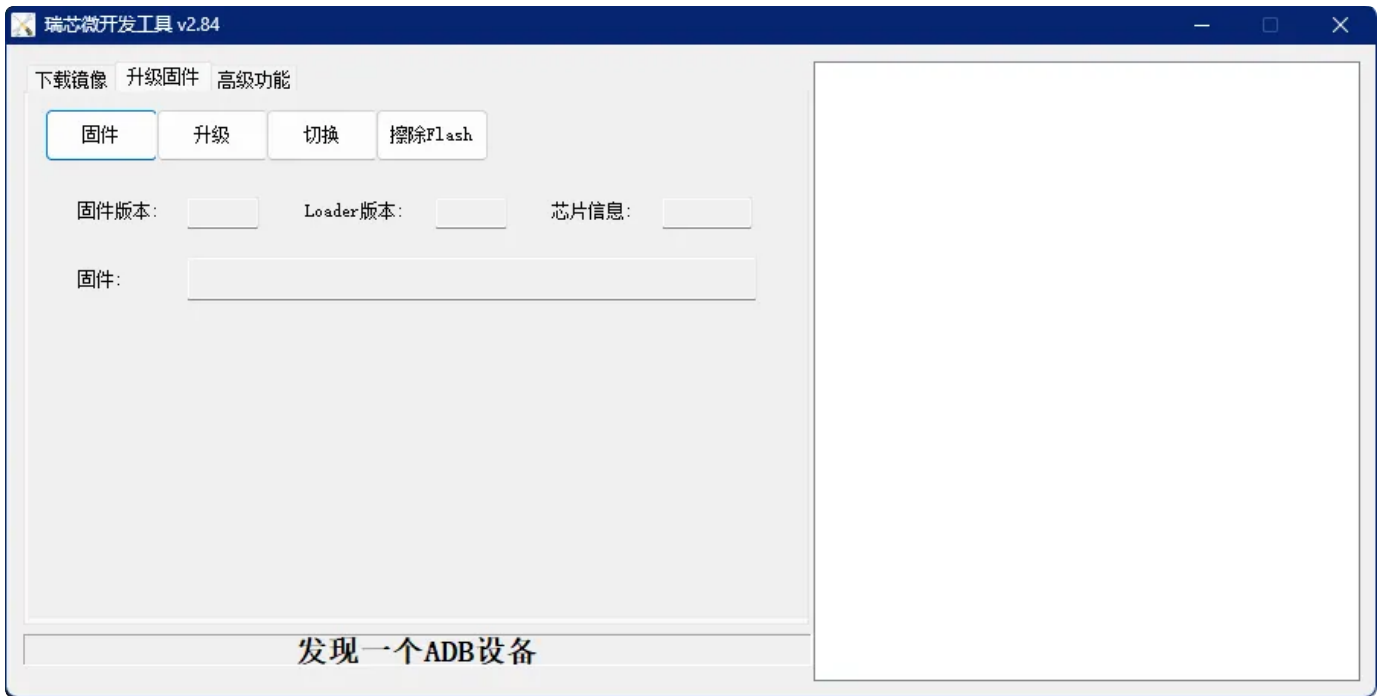 瑞芯微开发工具 v2.84
下载镜像 升级固件 高级功能
固件 升级 切换 擦除Flash
固件版本: Loader版本: 芯片信息:
固件:
发现一个ADB设备